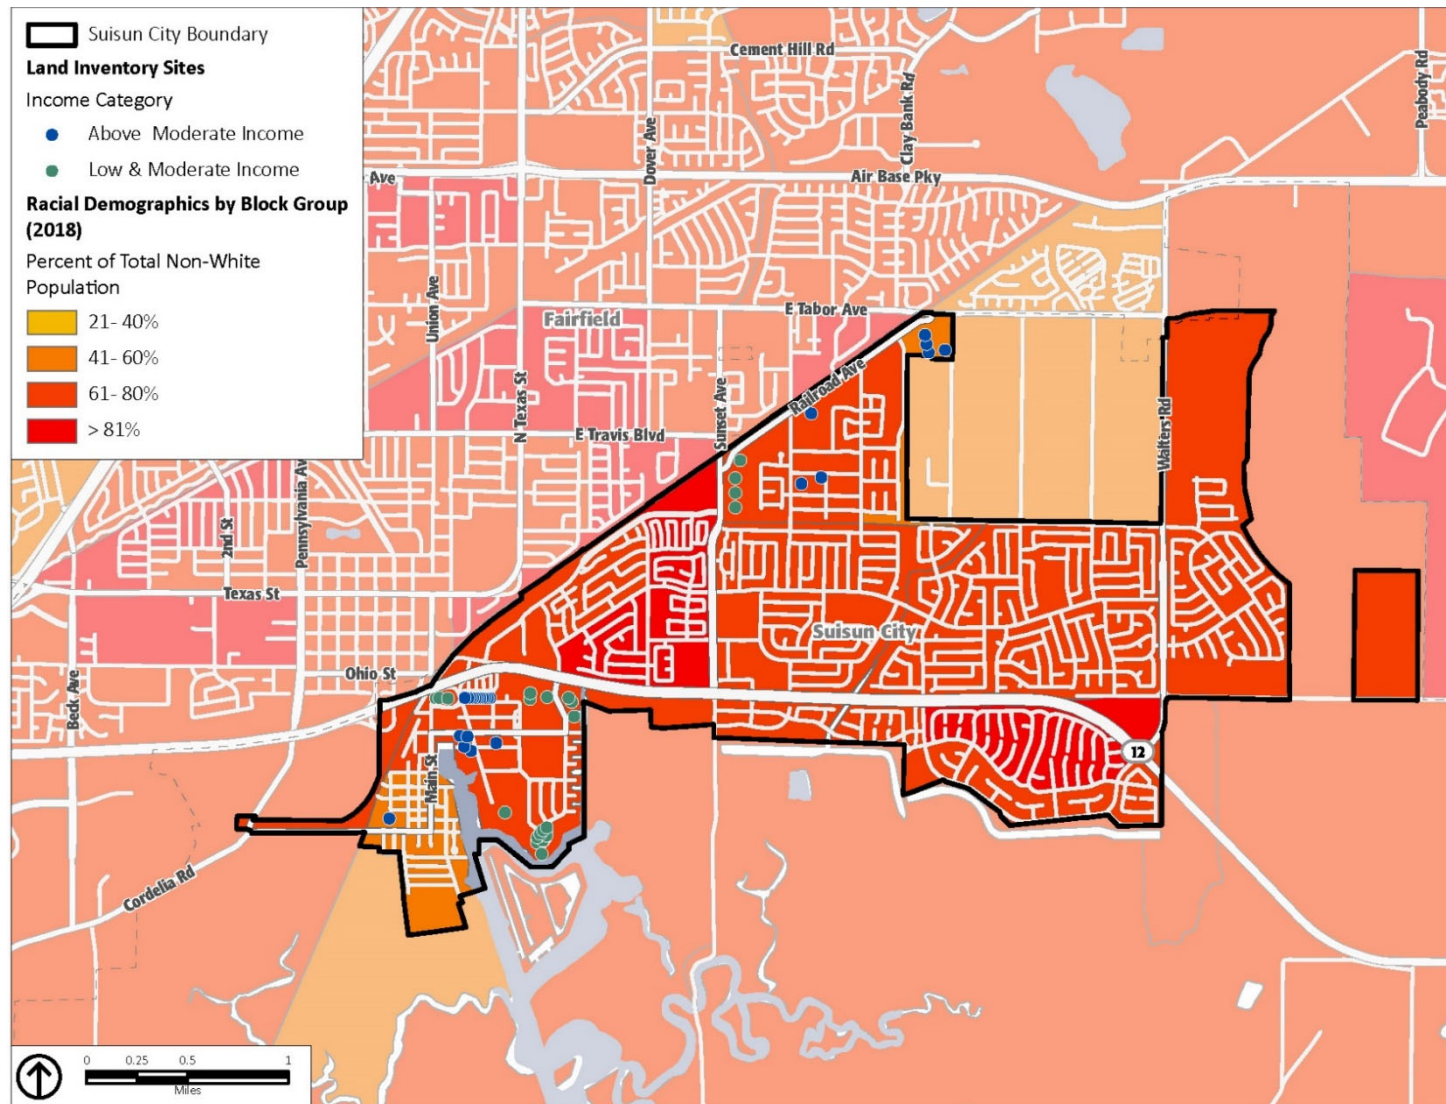 Suisun City Boundary
Land Inventory Sites
Income Category
Above Moderate Income
Low & Moderate Income
Racial Demographics by Block Group
(2018)
Percent of Total Non-White
Population
21- 40%
41- 60%
61- 80%
> 81%
Cement Hill Rd
Clay Bank Rd
Peabody Rd
Dover Ave
Ave
Air Base Pky
Union Ave
Fairfield
E Tabor Ave
N Texas St
Sunset Ave
Railroad Ave
E Travis Blvd
Walters Rd
Pennsylvania Av
2nd St
Texas St
Suisun City
Ohio St
Beck Ave
Main St
12
Cordelia Rd
0 0.25 0.5 1
Miles